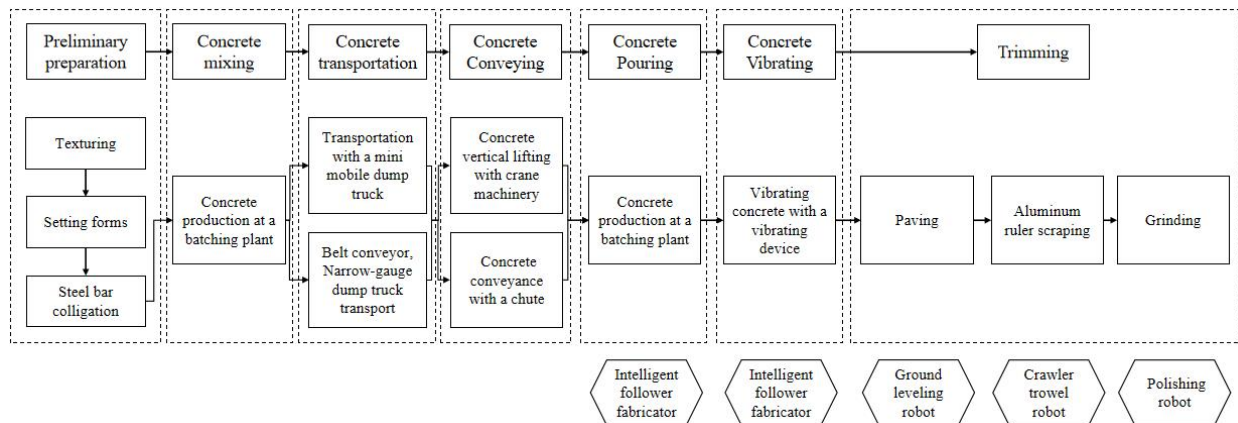 Preliminary
preparation
Concrete
mixing
Concrete
transportation
Concrete
Conveying
Concrete
Pouring
Concrete
Vibrating
Trimming
Texturing
Setting forms
Steel bar
colligation
Concrete
production at a
batching plant
Transportation
with a mini
mobile dump
truck
Belt conveyor,
Narrow-gauge
dump truck
transport
Concrete
vertical lifting
with crane
machinery
Concrete
conveyance
with a chute
Concrete
production at a
batching plant
Vibrating
concrete with a
vibrating
device
Paving
Aluminum
ruler scraping
Grinding
Intelligent
follower
fabricator
Intelligent
follower
fabricator
Ground
leveling
robot
Crawler
trowel
robot
Polishing
robot